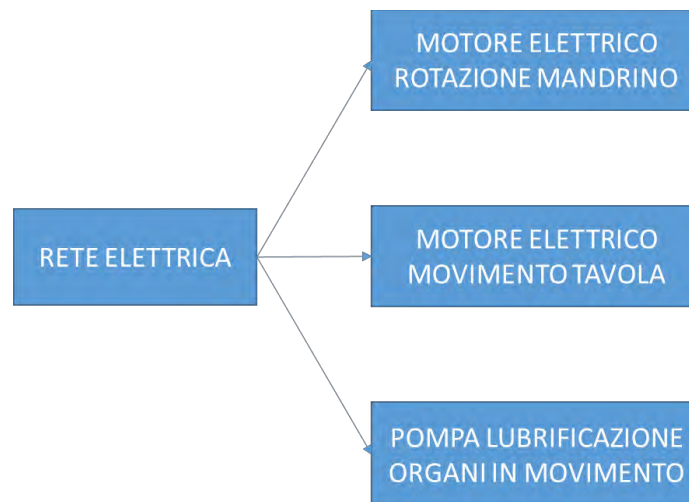 MOTORE ELETTRICO
ROTAZIONE MANDRINO
RETE ELETTRICA
MOTORE ELETTRICO
MOVIMENTO TAVOLA
POMPA LUBRIFICAZIONE
ORGANI IN MOVIMENTO